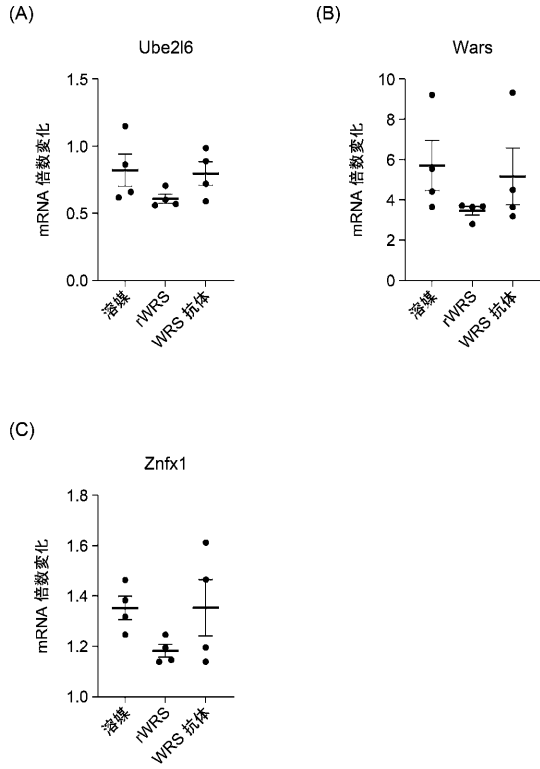 (A)
Ube2l6
mRNA 倍数変化
1.5
1.0
0.5
0.0
溶媒
rWRS
WRS 抗体
(B)
Wars
mRNA 倍数変化
10
8
6
4
2
0
溶媒
rWRS
WRS 抗体
(C)
Znfx1
mRNA 倍数変化
1.8
1.6
1.4
1.2
1.0
溶媒
rWRS
WRS 抗体